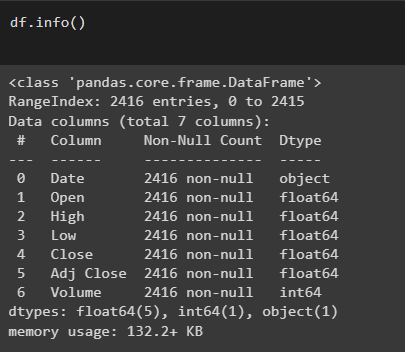 df.info()
<class 'pandas.core.frame.DataFrame'>
RangeIndex: 2416 entries, 0 to 2415
Data columns (total 7 columns):
 #   Column     Non-Null Count  Dtype
---  ------     --------------  -----
 0   Date       2416 non-null   object
 1   Open       2416 non-null   float64
 2   High       2416 non-null   float64
 3   Low        2416 non-null   float64
 4   Close      2416 non-null   float64
 5   Adj Close  2416 non-null   float64
 6   Volume     2416 non-null   int64
dtypes: float64(5), int64(1), object(1)
memory usage: 132.2+ KB